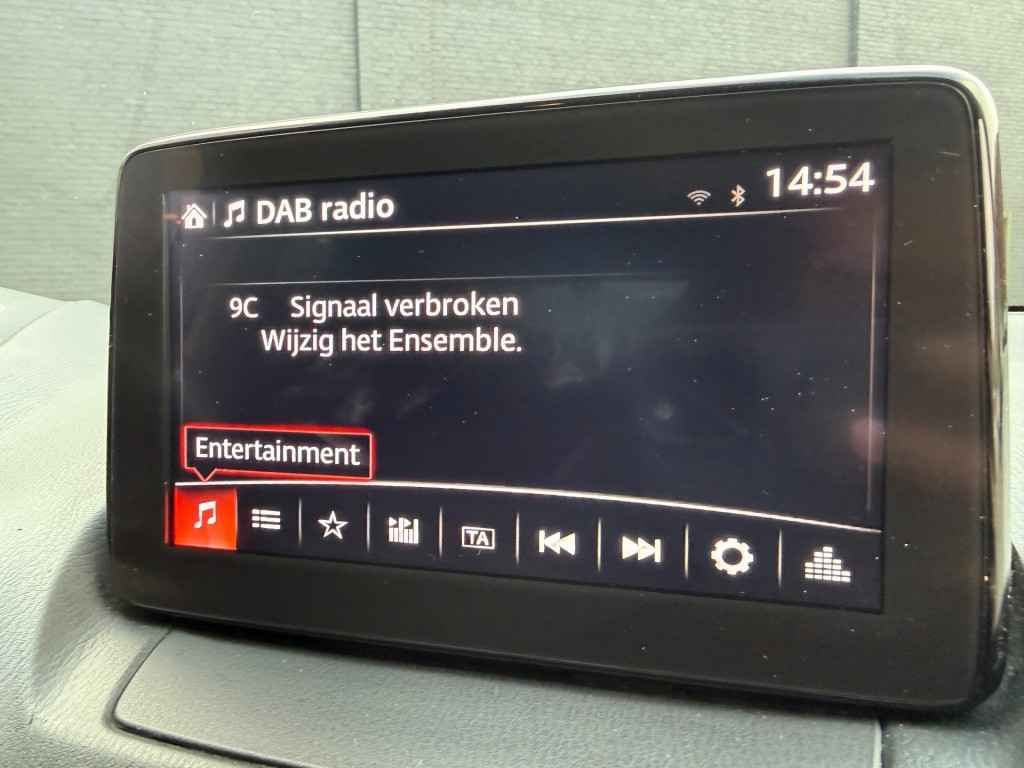 DAB radio
14:54
9C Signaal verbroken
Wijzig het Ensemble.
Entertainment
TA